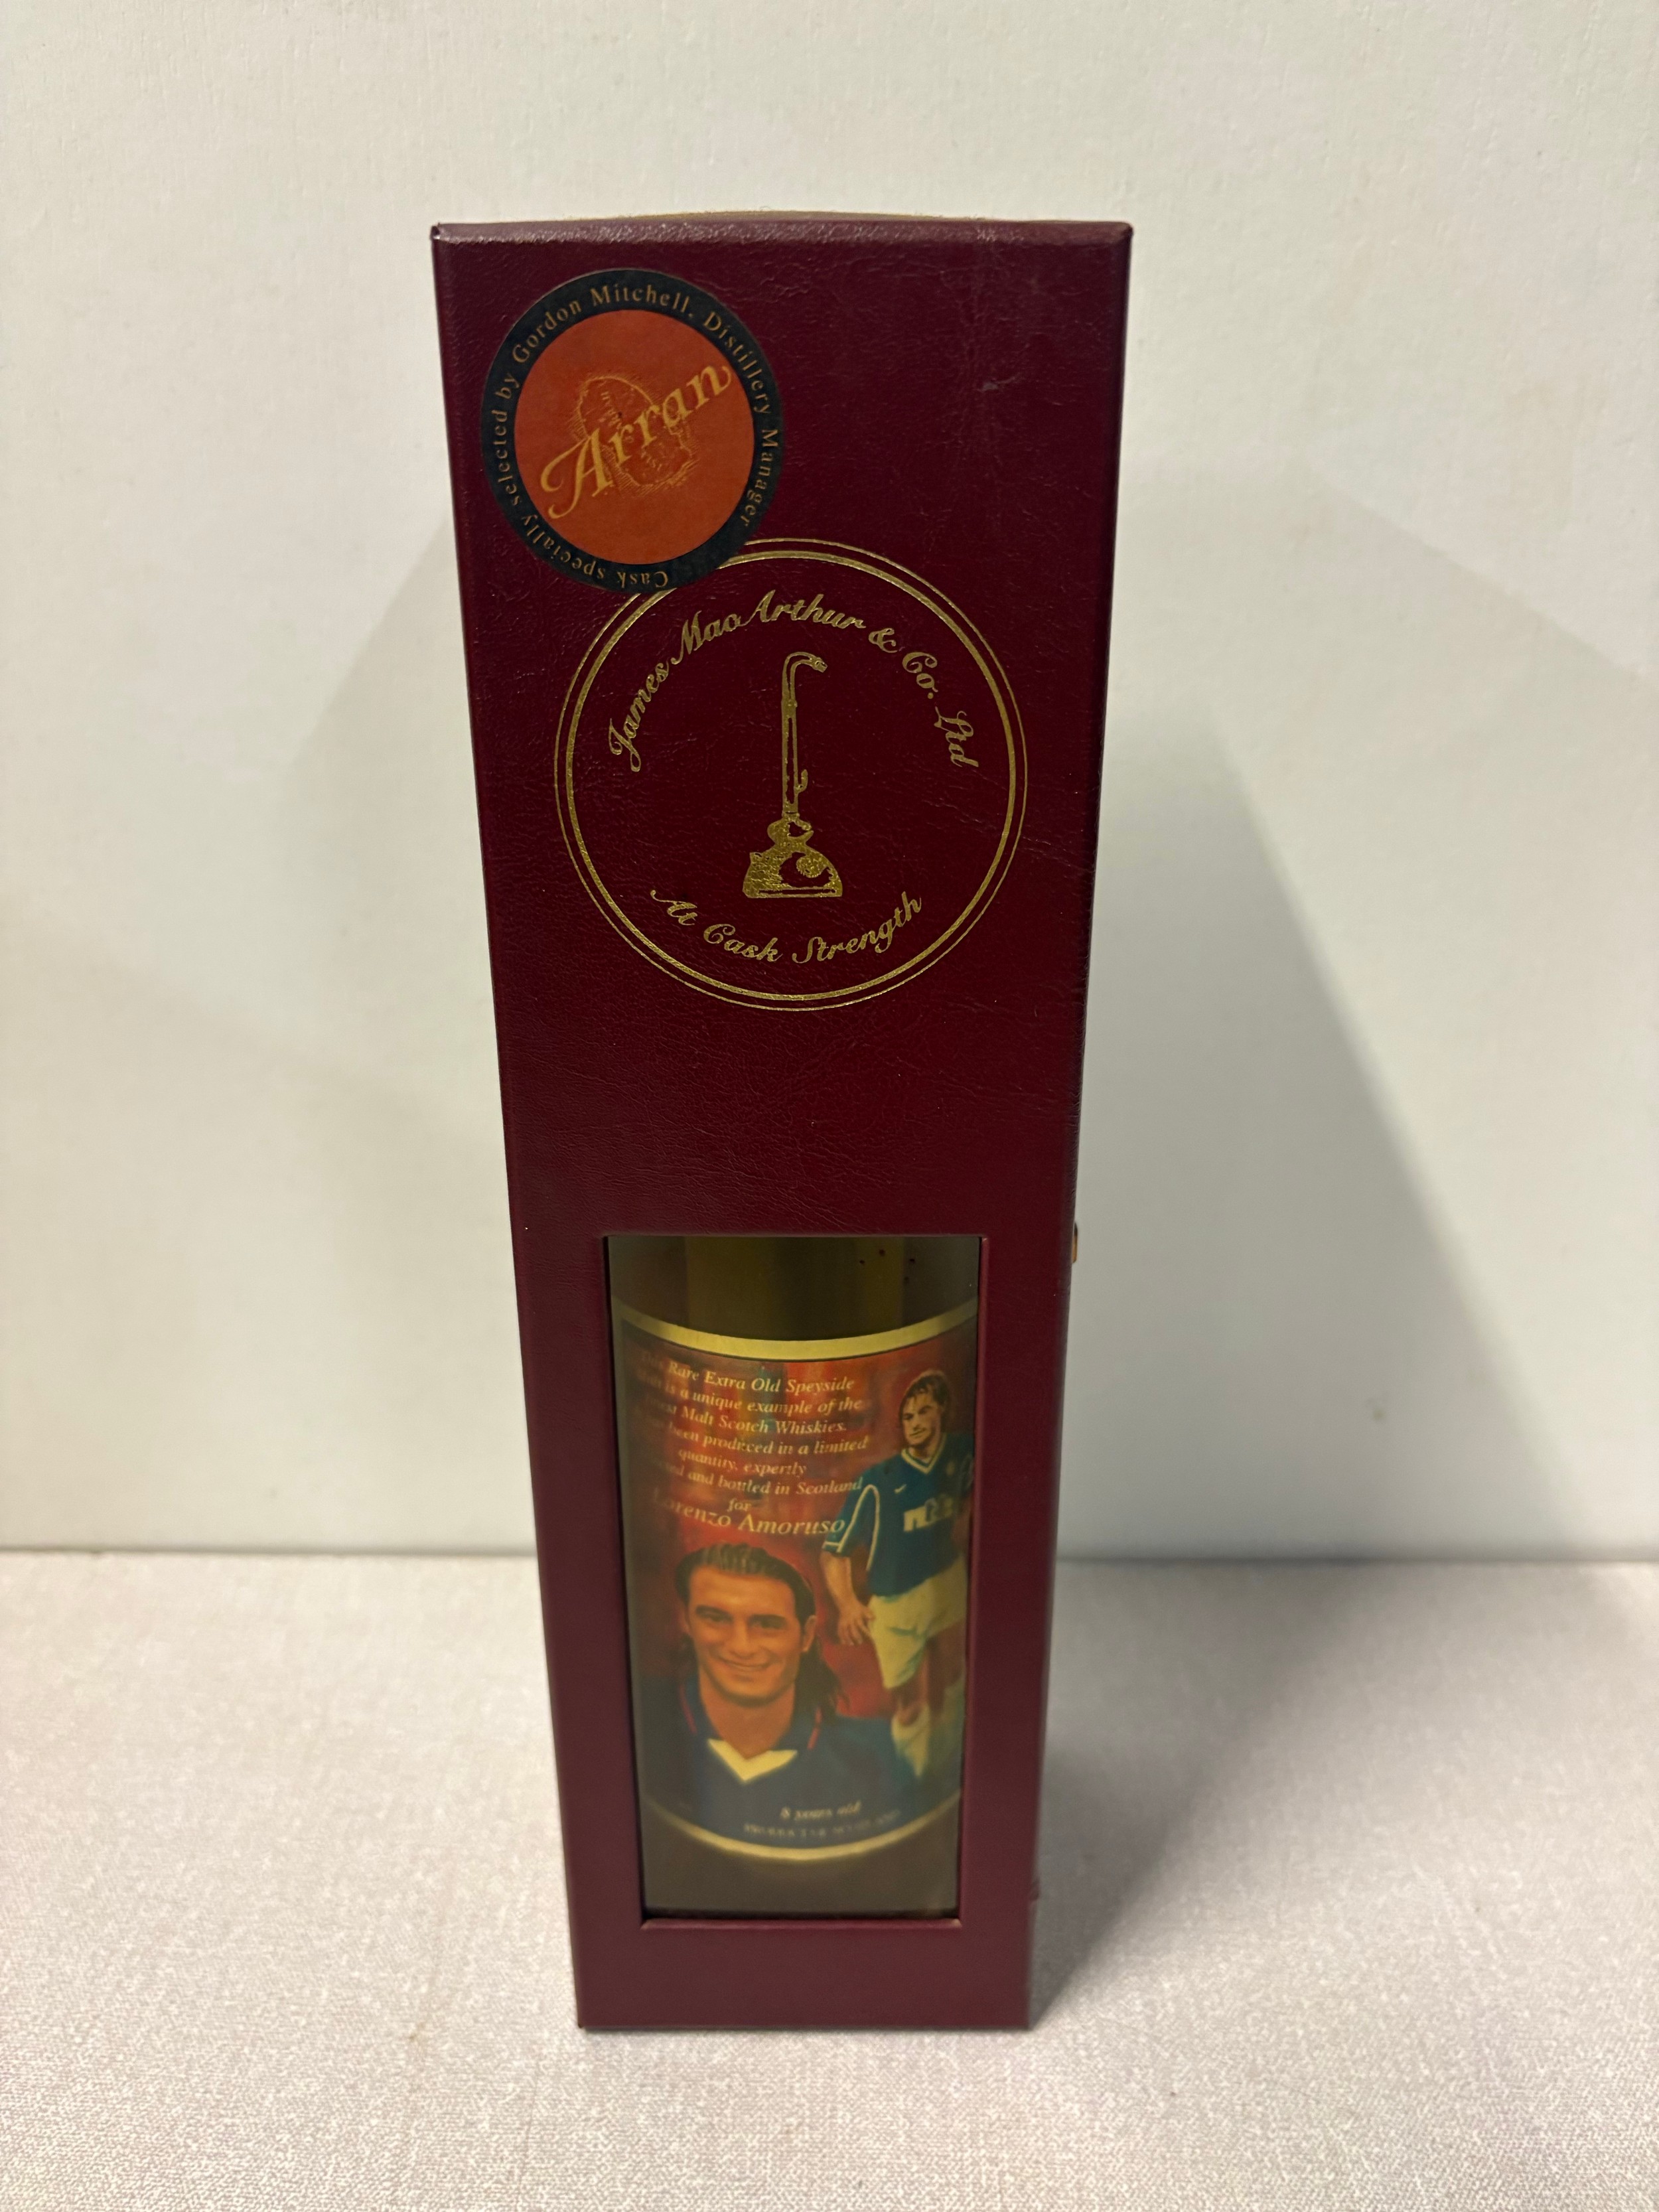 Cask specially selected by Gordon Mitchell. Distillery Manager
Arran
James MacArthur & Co. Ltd
At Cask Strength
Rare Extra Old Speyside
is a unique example of the
Malt Scotch Whiskies.
been produced in a limited
quantity, expertly
and bottled in Scotland
for
Lorenzo Amoruso
ntl:
8 years old